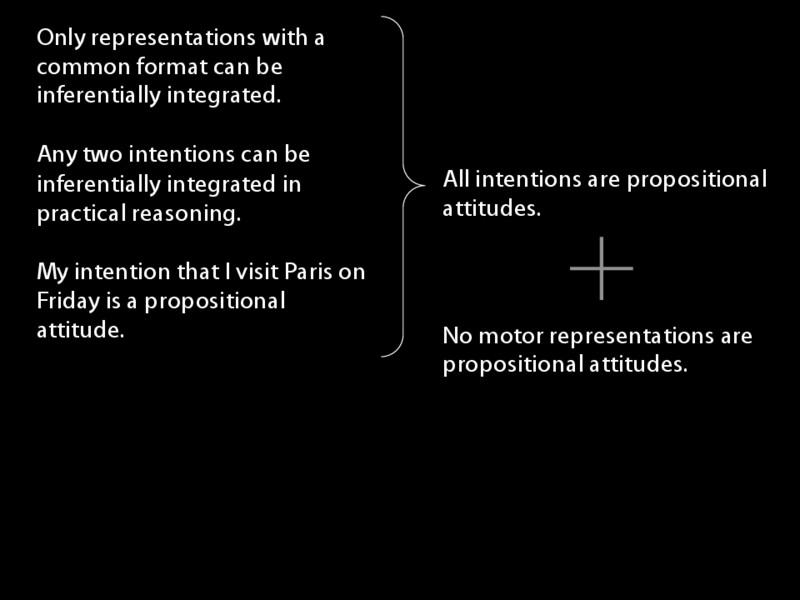 Only representations with a
common format can be
inferentially integrated.
Any two intentions can be
inferentially integrated in
practical reasoning.
My intention that I visit Paris on
Friday is a propositional
attitude.
All intentions are propositional
attitudes.
No motor representations are
propositional attitudes.